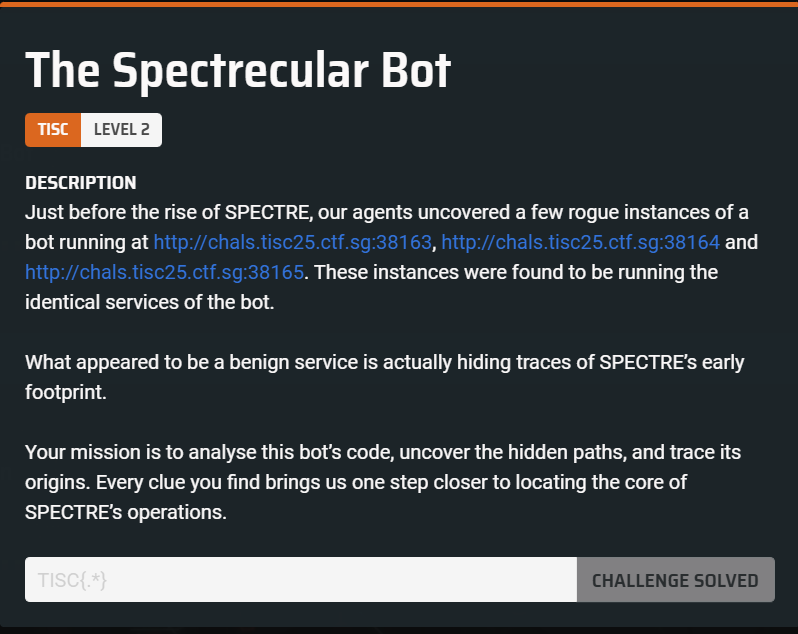 The Spectrecular Bot
TISC LEVEL 2
DESCRIPTION
Just before the rise of SPECTRE, our agents uncovered a few rogue instances of a
bot running at http://chals.tisc25.ctf.sg:38163, http://chals.tisc25.ctf.sg:38164 and
http://chals.tisc25.ctf.sg:38165. These instances were found to be running the
identical services of the bot.
What appeared to be a benign service is actually hiding traces of SPECTRE’s early
footprint.
Your mission is to analyse this bot’s code, uncover the hidden paths, and trace its
origins. Every clue you find brings us one step closer to locating the core of
SPECTRE’s operations.
TISC{.*} CHALLENGE SOLVED